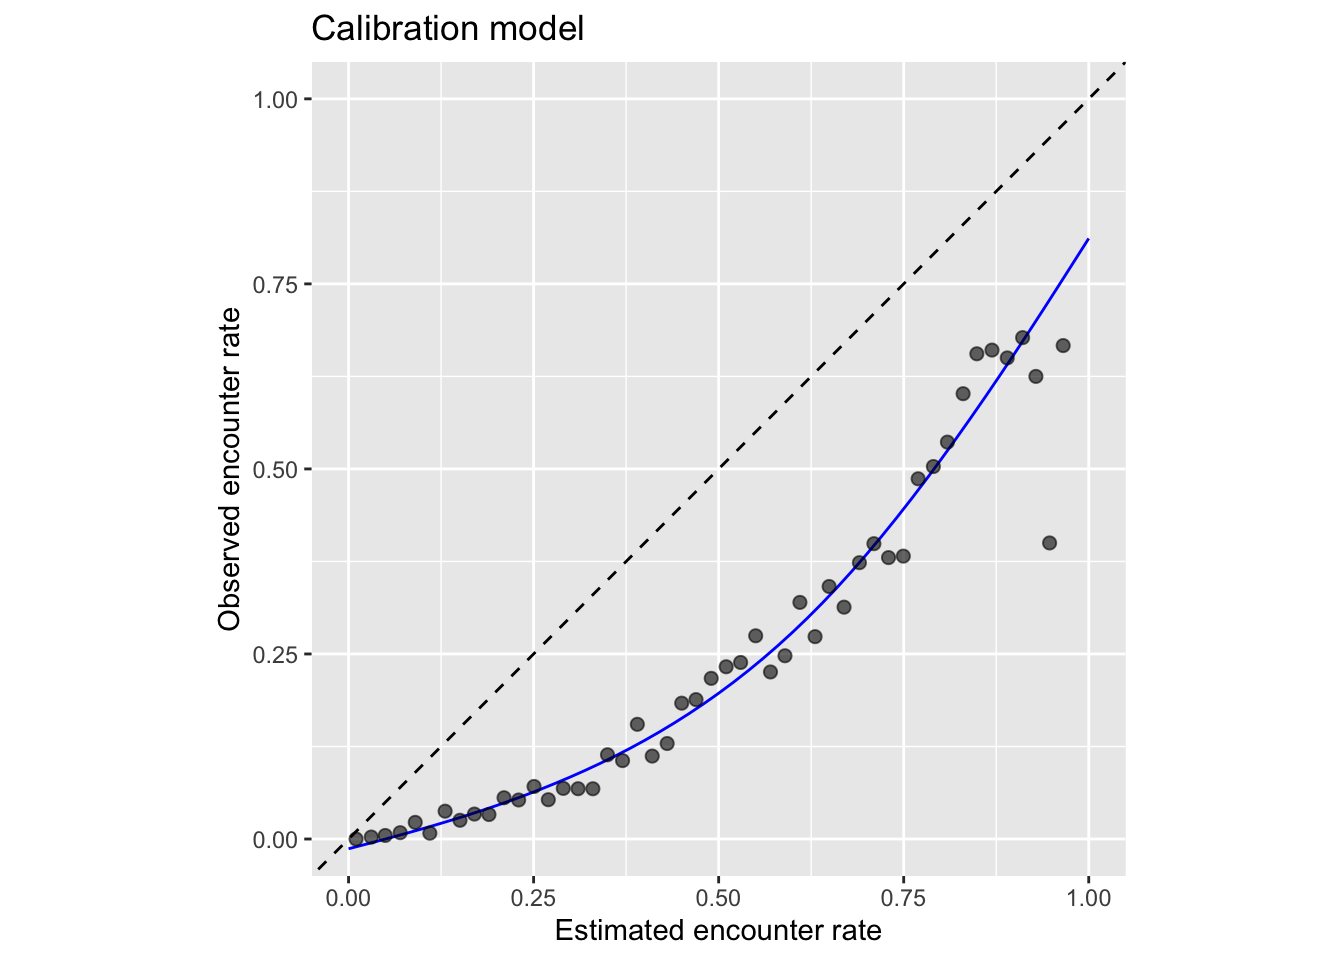 Calibration model
1.00
0.75
0.50
0.25
0.00
Observed encounter rate
0.00 0.25 0.50 0.75 1.00
Estimated encounter rate